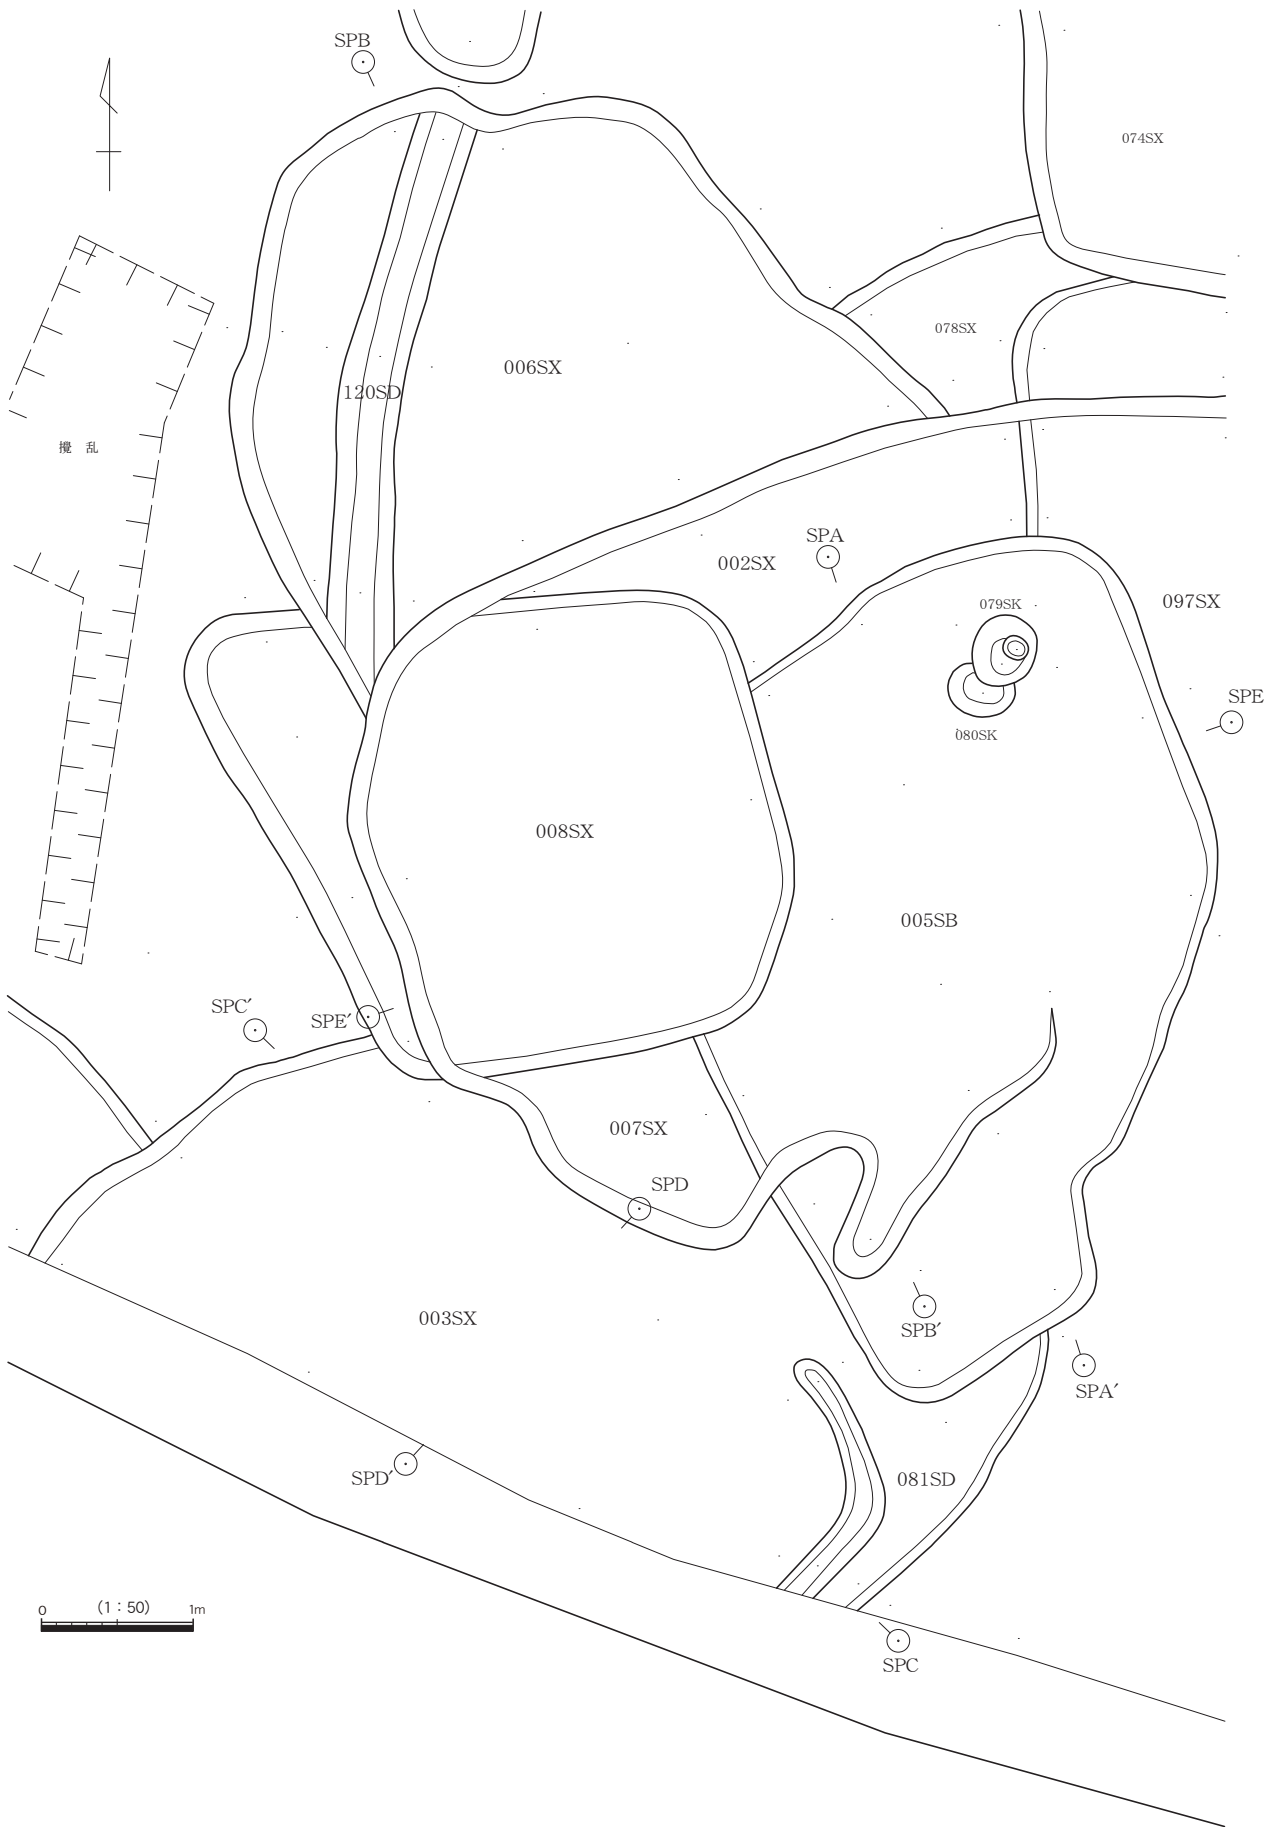 SPB
074SX
078SX
006SX
120SD
攪 乱
SPA
002SX
079SK
097SX
SPE
080SK
008SX
005SB
SPC′
SPE′
007SX
SPD
003SX
SPB′
SPA′
SPD′
081SD
0 (1：50) 1m
SPC